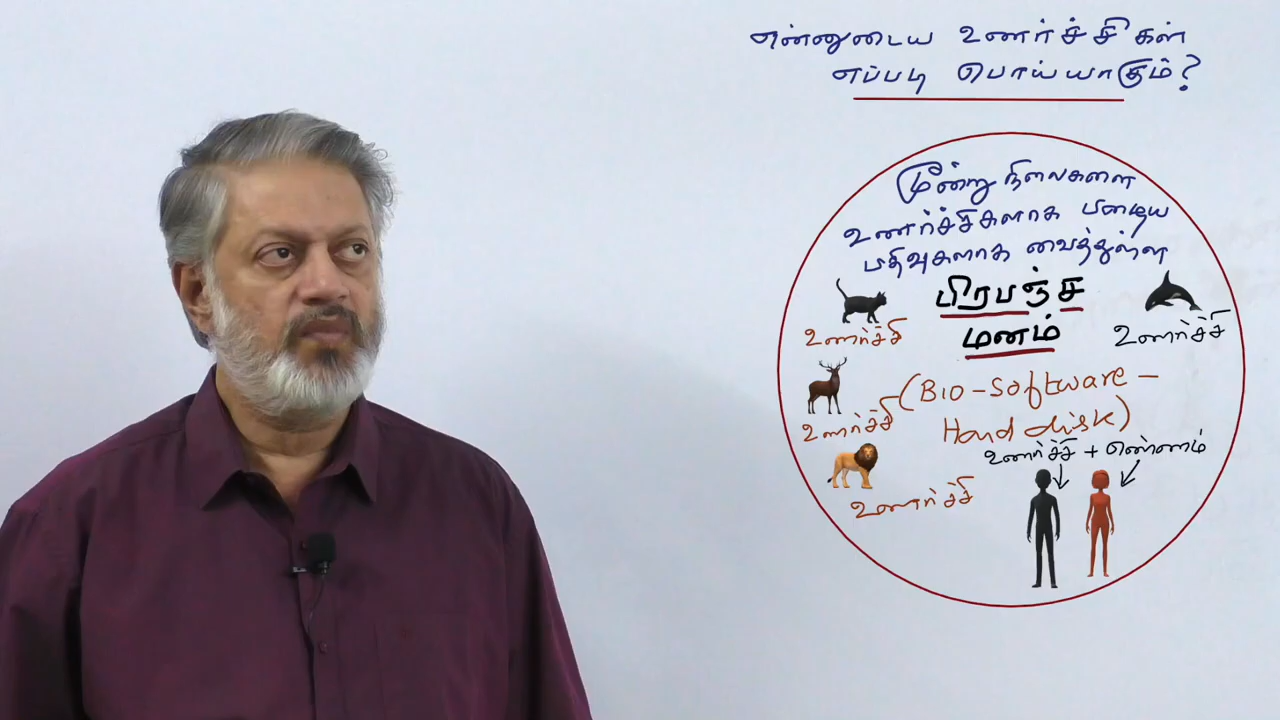 என்னுடைய உணர்ச்சிகள்
எப்படி பொய்யாகும்?
மூன்று நிலைகளை
உணர்ச்சிகளாக பழைய
பதிவுகளாக வைத்துள்ள
பிரபஞ்ச
மனம்
உணர்ச்சி
உணர்ச்சி
(Bio-Software-
Hard disk)
உணர்ச்சி
உணர்ச்சி + எண்ணம்
உணர்ச்சி